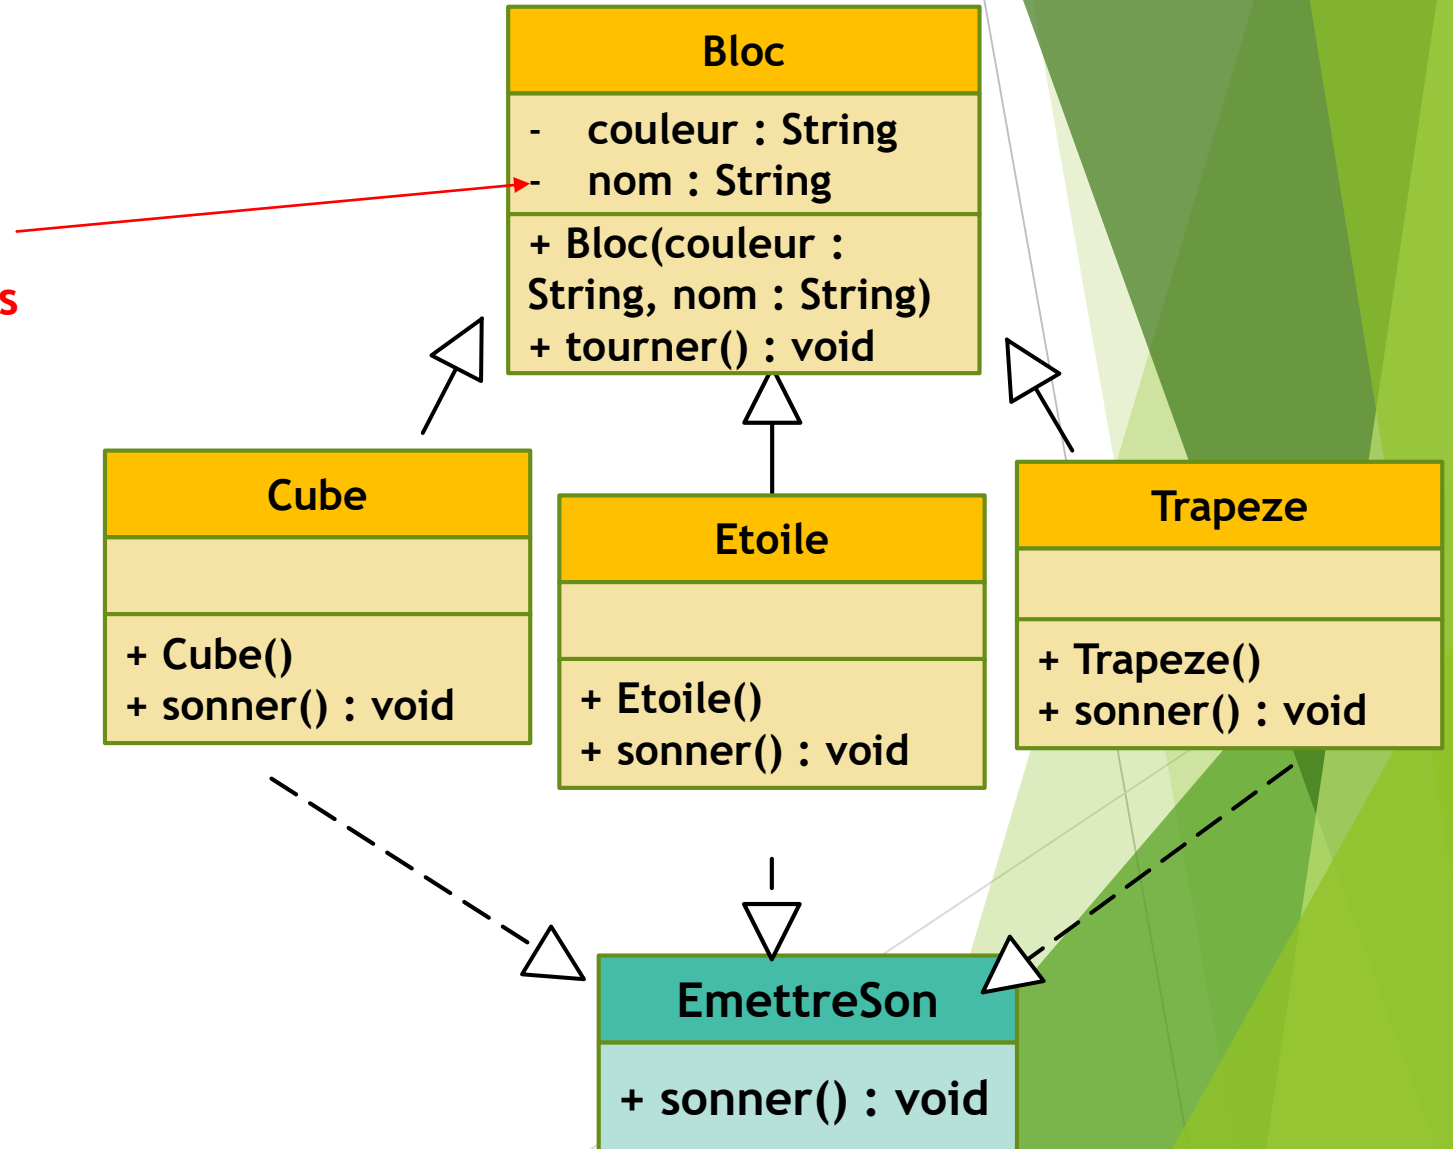 Bloc
- couleur : String
- nom : String
+ Bloc(couleur :
String, nom : String)
+ tourner() : void
s
Cube
+ Cube()
+ sonner() : void
Etoile
+ Etoile()
+ sonner() : void
Trapeze
+ Trapeze()
+ sonner() : void
EmettreSon
+ sonner() : void